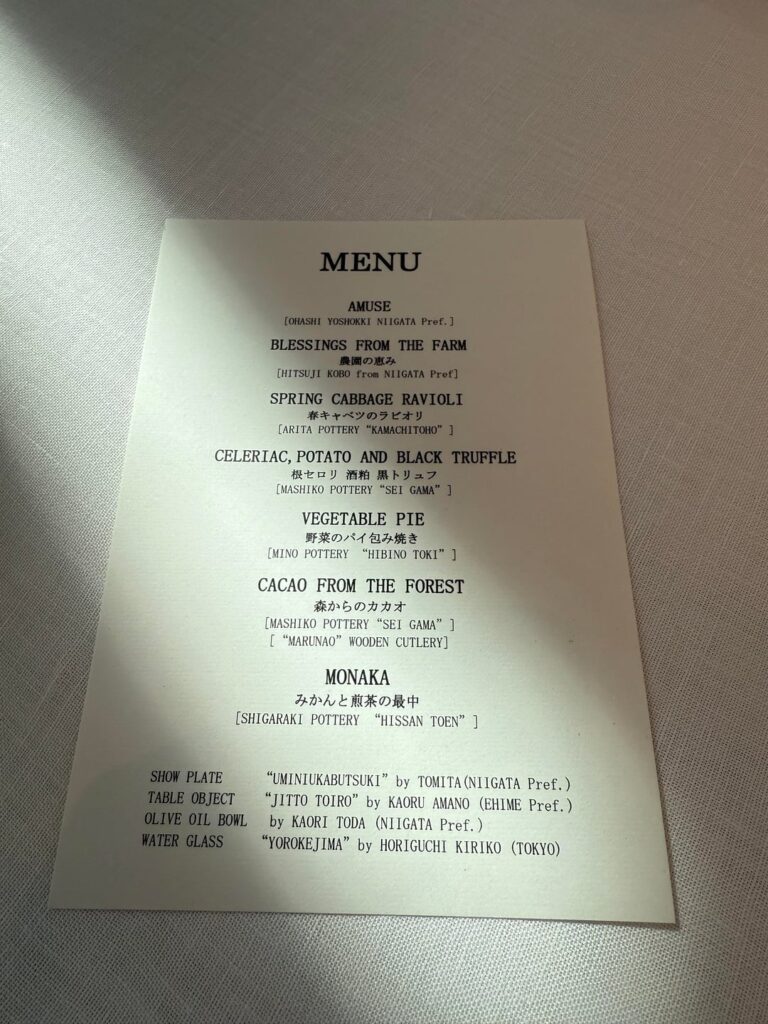 MENU
AMUSE
[OHASHI YOSHOKKI NIIGATA Pref.]
BLESSINGS FROM THE FARM
農園の恵み
[HITSUJI KOBO from NIIGATA Pref]
SPRING CABBAGE RAVIOLI
春キャベツのラビオリ
[ARITA POTTERY “KAMACHITOHO” ]
CELERIAC, POTATO AND BLACK TRUFFLE
根セロリ 酒粕 黒トリュフ
[MASHIKO POTTERY “SEI GAMA” ]
VEGETABLE PIE
野菜のパイ包み焼き
[MINO POTTERY “HIBINO TOKI” ]
CACAO FROM THE FOREST
森からのカカオ
[MASHIKO POTTERY “SEI GAMA” ]
[ “MARUNAO” WOODEN CUTLERY]
MONAKA
みかんと煎茶の最中
[SHIGARAKI POTTERY “HISSAN TOEN” ]
SHOW PLATE “UMINIUKABUTSUKI” by TOMITA(NIIGATA Pref.)
TABLE OBJECT “JITTO TOIRO” by KAORU AMANO (EHIME Pref.)
OLIVE OIL BOWL by KAORI TODA (NIIGATA Pref.)
WATER GLASS “YOROKEJIMA” by HORIGUCHI KIRIKO (TOKYO)